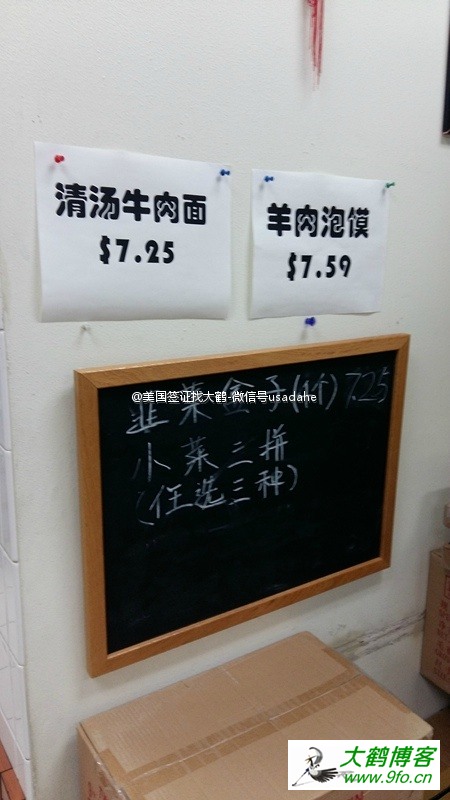 清汤牛肉面
$7.25
羊肉泡馍
$7.59
@美国签证找大鹤-微信号usadahe
韭菜盒子(1个) 7.25
小菜二拼
(任选三种)
大鹤博客
www.9fo.cn